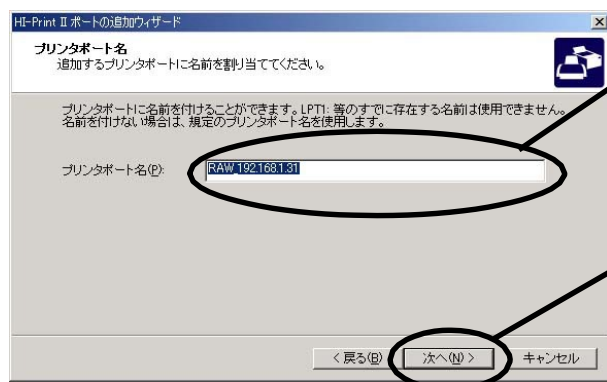 HI-Print II ポートの追加ウィザード
プリンタポート名
追加するプリンタポートに名前を割り当ててください。
プリンタポートに名前を付けることができます。LPT1: 等のすでに存在する名前は使用できません。
名前を付けない場合は、規定のプリンタポート名を使用します。
プリンタポート名(P): RAW_192.168.1.31
< 戻る(B) 次へ(N) > キャンセル